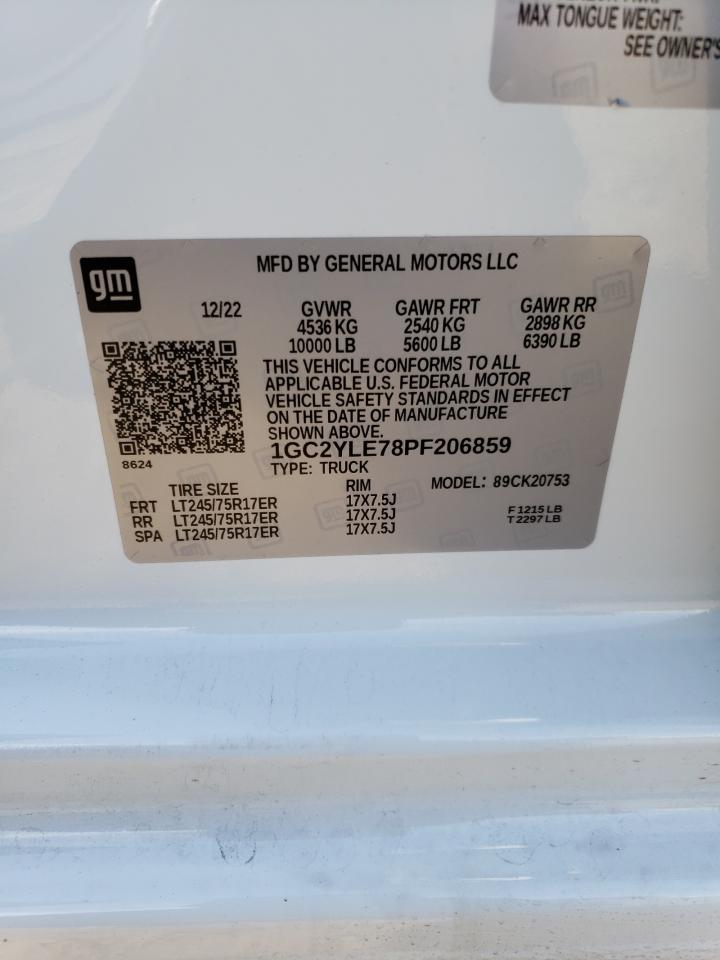 MAX TONGUE WEIGHT:
SEE OWNER'S
gm
MFD BY GENERAL MOTORS LLC
12/22 GVWR GAWR FRT GAWR RR
4536 KG 2540 KG 2898 KG
10000 LB 5600 LB 6390 LB
THIS VEHICLE CONFORMS TO ALL
APPLICABLE U.S. FEDERAL MOTOR
VEHICLE SAFETY STANDARDS IN EFFECT
ON THE DATE OF MANUFACTURE
SHOWN ABOVE.
8624
1GC2YLE78PF206859
TYPE: TRUCK
MODEL: 89CK20753
TIRE SIZE RIM
FRT LT245/75R17ER 17X7.5J
RR LT245/75R17ER 17X7.5J
SPA LT245/75R17ER 17X7.5J
F 1215 LB
T 2297 LB